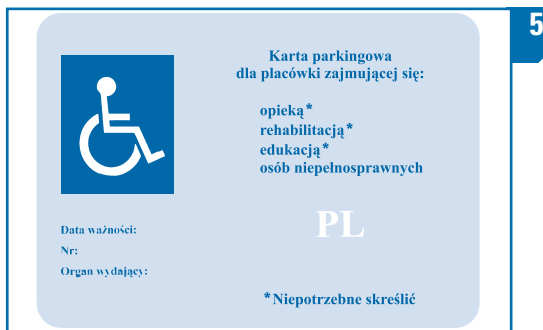 5
Karta parkingowa
dla placówki zajmującej się:
opieką*
rehabilitacją*
edukacją*
osób niepełnosprawnych
PL
Data ważności:
Nr:
Organ wydający:
*Niepotrzebne skreślić